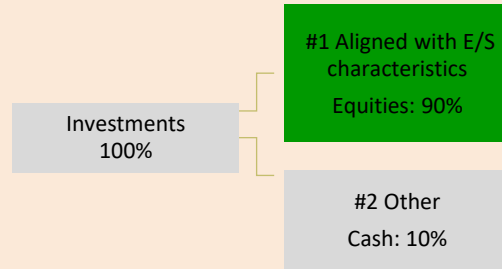 #1 Aligned with E/S
characteristics
Equities: 90%
Investments
100%
#2 Other
Cash: 10%